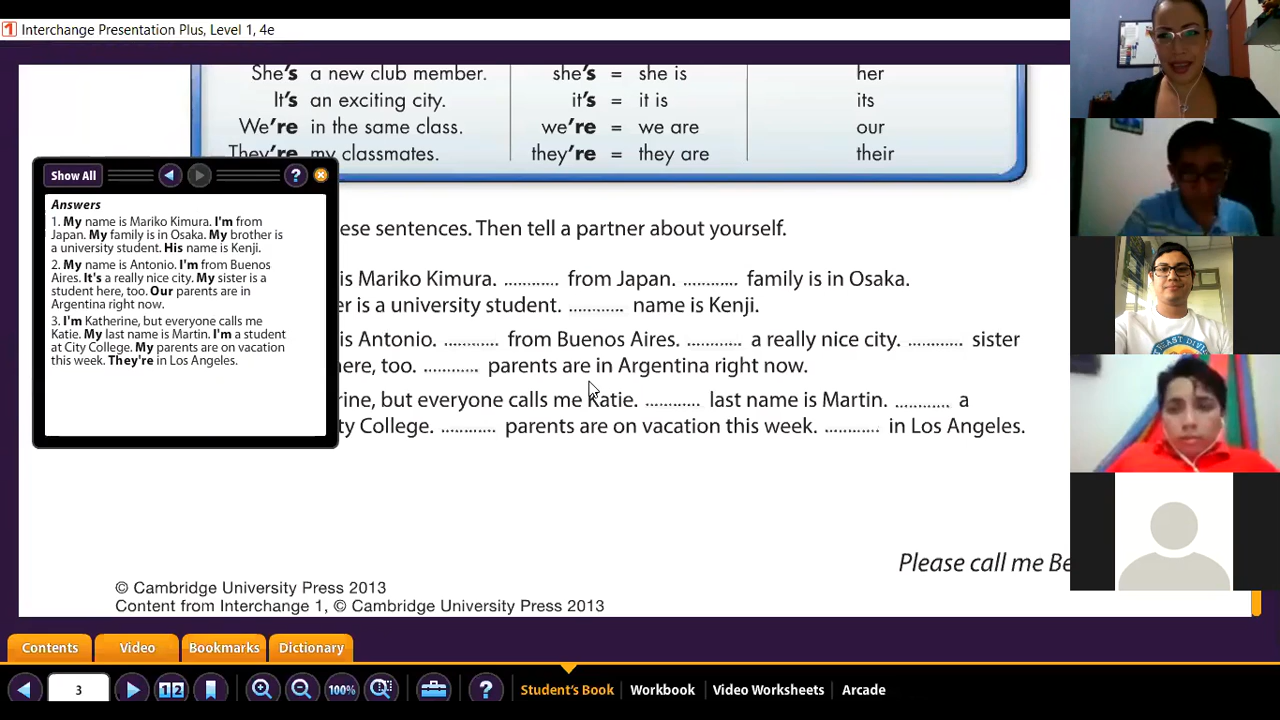 Interchange Presentation Plus, Level 1, 4e
She's a new club member. she's = she is her
It's an exciting city. it's = it is its
We're in the same class. we're = we are our
They're my classmates. they're = they are their
Show All
?
Answers
1. My name is Mariko Kimura. I'm from
Japan. My family is in Osaka. My brother is
a university student. His name is Kenji.
2. My name is Antonio. I'm from Buenos
Aires. It's a really nice city. My sister is a
student here, too. Our parents are in
Argentina right now.
3. I'm Katherine, but everyone calls me
Katie. My last name is Martin. I'm a student
at City College. My parents are on vacation
this week. They're in Los Angeles.
ese sentences. Then tell a partner about yourself.
is Mariko Kimura. ............ from Japan. ............ family is in Osaka.
er is a university student. ............ name is Kenji.
is Antonio. ............ from Buenos Aires. ............ a really nice city. ............ sister
here, too. ............ parents are in Argentina right now.
rine, but everyone calls me Katie. ............ last name is Martin. ............ a
ty College. ............ parents are on vacation this week. ............ in Los Angeles.
Please call me Be
© Cambridge University Press 2013
Content from Interchange 1, © Cambridge University Press 2013
Contents Video Bookmarks Dictionary
3 12 100% ? Student's Book Workbook Video Worksheets Arcade